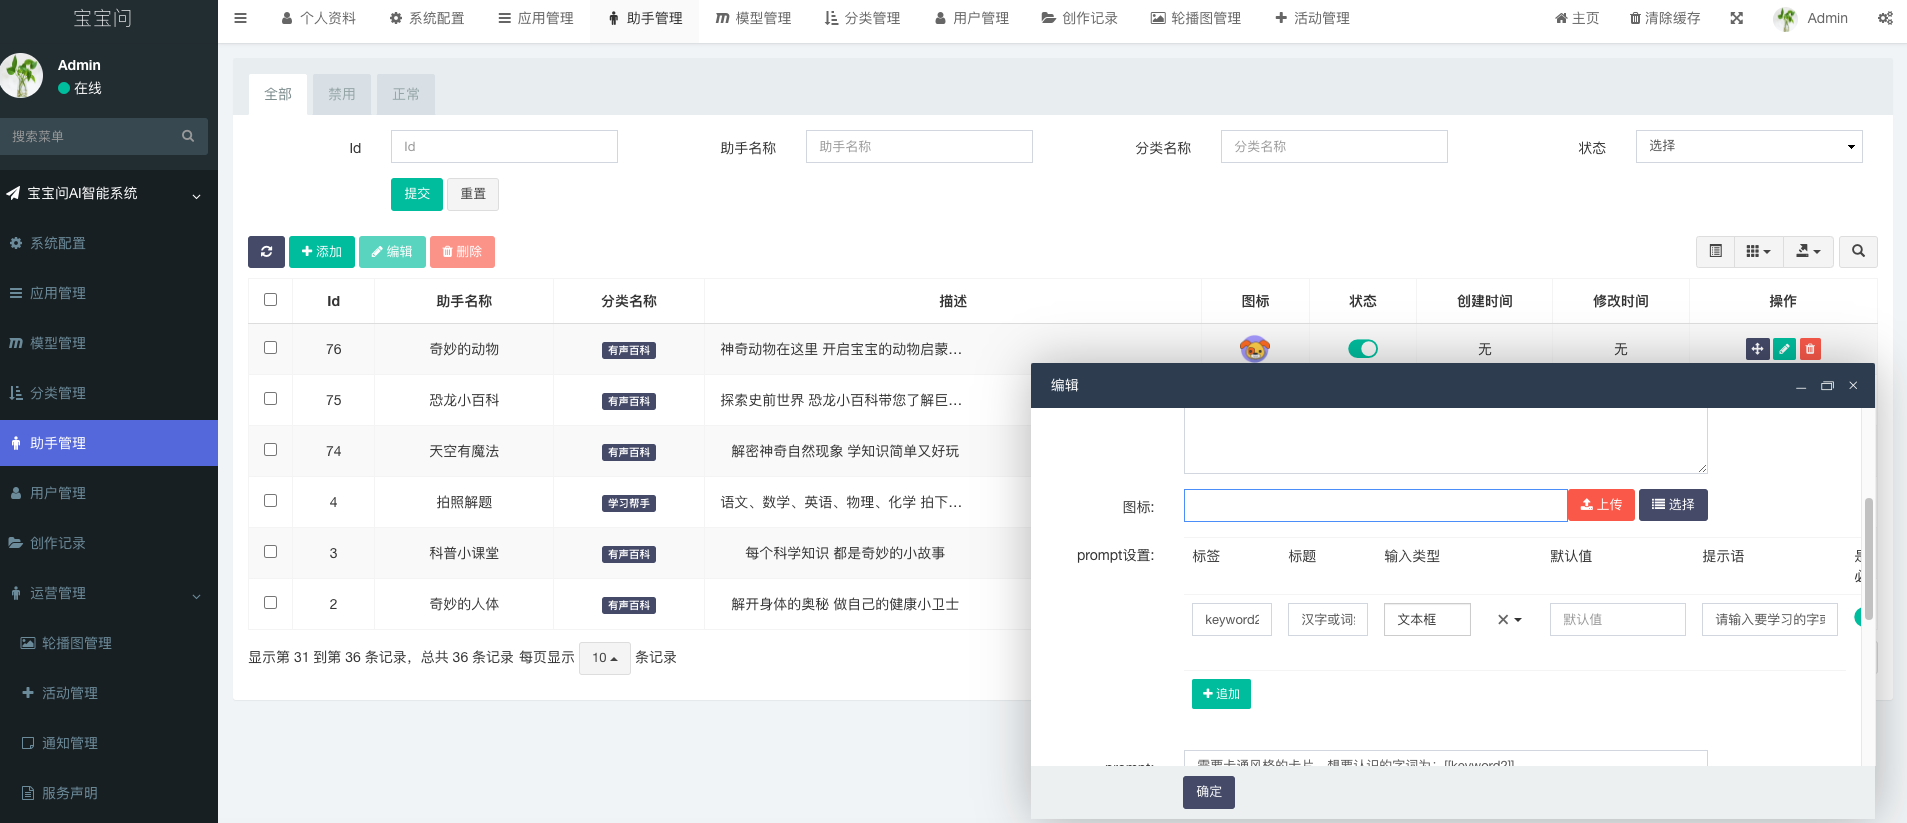 宝宝问
个人资料 系统配置 应用管理 助手管理 模型管理 分类管理 用户管理 创作记录 轮播图管理 活动管理 主页 清除缓存 Admin
Admin
在线
搜索菜单
宝宝问AI智能系统
系统配置
应用管理
模型管理
分类管理
助手管理
用户管理
创作记录
运营管理
轮播图管理
活动管理
通知管理
服务声明
全部 禁用 正常
Id Id 助手名称 助手名称 分类名称 分类名称 状态 选择
提交 重置
添加 编辑 删除
Id 助手名称 分类名称 描述 图标 状态 创建时间 修改时间 操作
76 奇妙的动物 有声百科 神奇动物在这里 开启宝宝的动物启蒙… 无 无
75 恐龙小百科 有声百科 探索史前世界 恐龙小百科带您了解巨…
74 天空有魔法 有声百科 解密神奇自然现象 学知识简单又好玩
4 拍照解题 学习帮手 语文、数学、英语、物理、化学 拍下…
3 科普小课堂 有声百科 每个科学知识 都是奇妙的小故事
2 奇妙的人体 有声百科 解开身体的奥秘 做自己的健康小卫士
显示第 31 到第 36 条记录，总共 36 条记录 每页显示 10 条记录
编辑
图标: 上传 选择
prompt设置: 标签 标题 输入类型 默认值 提示语
keyword2 汉字或词 文本框 默认值 请输入要学习的字或
追加
prompt: 需要卡通风格的卡片，想要认识的字词为：[[keyword2]]
确定